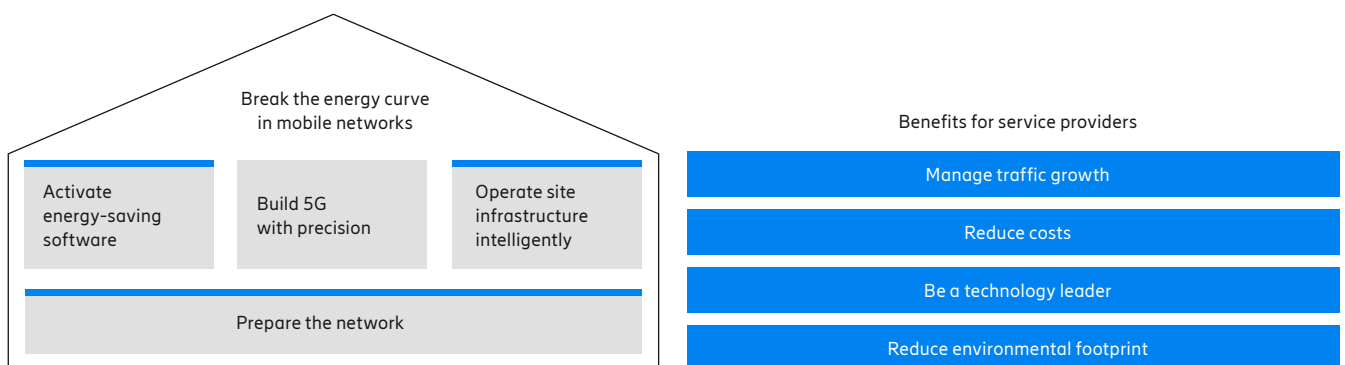 Break the energy curve
in mobile networks
Activate
energy-saving
software
Build 5G
with precision
Operate site
infrastructure
intelligently
Prepare the network
Benefits for service providers
Manage traffic growth
Reduce costs
Be a technology leader
Reduce environmental footprint